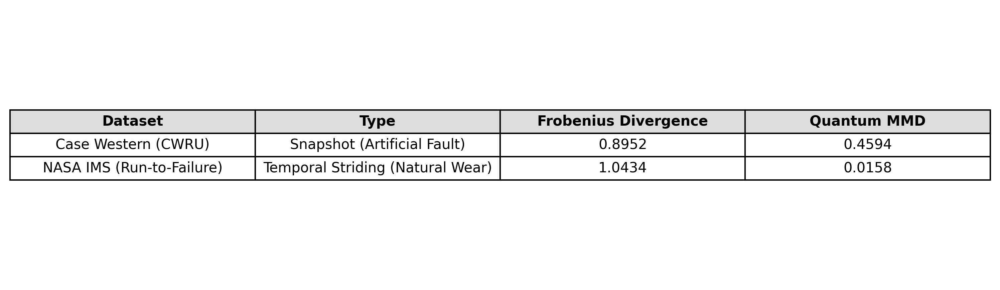 Dataset Type Frobenius Divergence Quantum MMD
Case Western (CWRU) Snapshot (Artificial Fault) 0.8952 0.4594
NASA IMS (Run-to-Failure) Temporal Striding (Natural Wear) 1.0434 0.0158